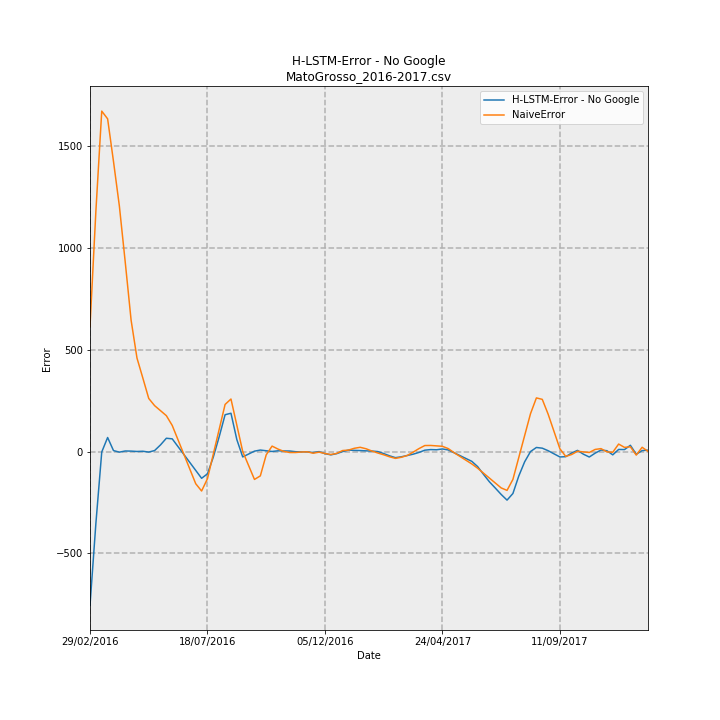 H-LSTM-Error - No Google
MatoGrosso_2016-2017.csv
H-LSTM-Error - No Google
NaiveError
1500
1000
500
0
−500
Error
29/02/2016
18/07/2016
05/12/2016
24/04/2017
11/09/2017
Date